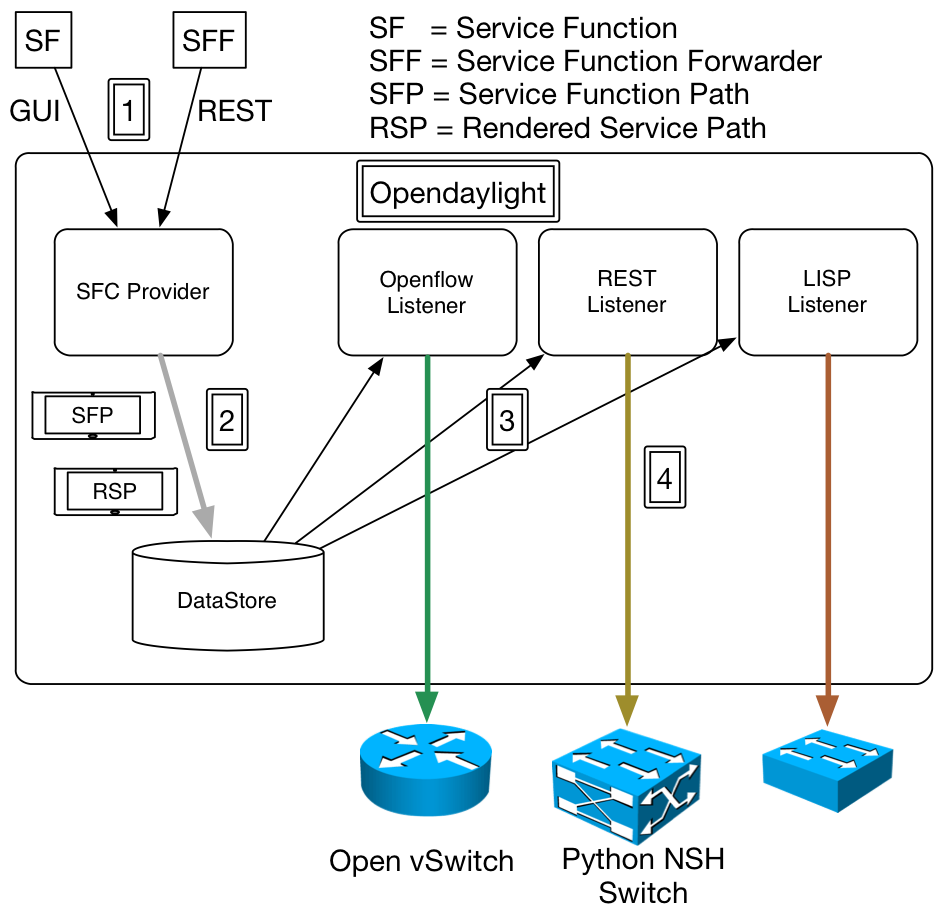 SF
SFF
SF = Service Function
SFF = Service Function Forwarder
SFP = Service Function Path
RSP = Rendered Service Path
GUI
1
REST
Opendaylight
SFC Provider
Openflow
Listener
REST
Listener
LISP
Listener
SFP
2
3
RSP
4
DataStore
Open vSwitch
Python NSH
Switch